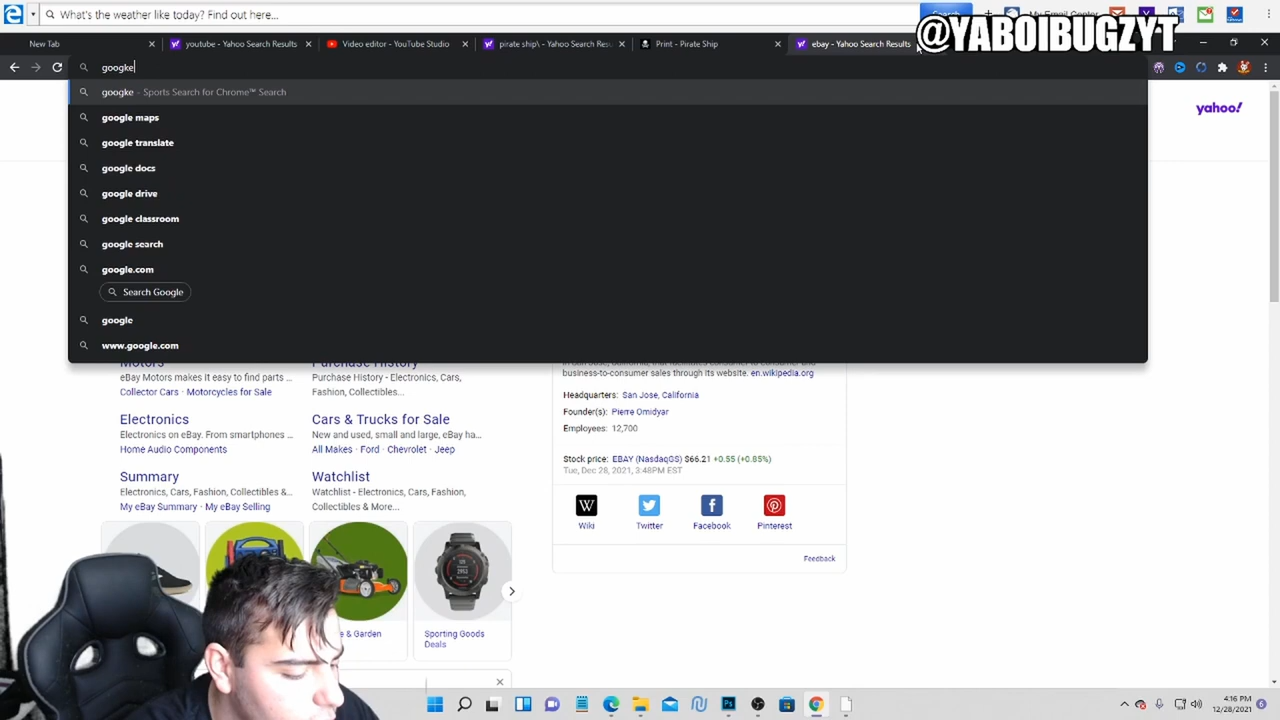 What's the weather like today? Find out here...
Search
My Email Center
@YABOIBUGZYT
New Tab
youtube - Yahoo Search Results
Video editor - YouTube Studio
pirate ship\ - Yahoo Search Resu
Print - Pirate Ship
ebay - Yahoo Search Results
googke
googke - Sports Search for Chrome™ Search
google maps
google translate
google docs
google drive
google classroom
google search
google.com
Search Google
google
www.google.com
yahoo!
Motors
eBay Motors makes it easy to find parts ...
Collector Cars · Motorcycles for Sale
Purchase History
Purchase History - Electronics, Cars,
Fashion, Collectibles...
Electronics
Electronics on eBay. From smartphones ...
Home Audio Components
Cars & Trucks for Sale
New and used, small and large, eBay ha...
All Makes · Ford · Chevrolet · Jeep
Summary
Electronics, Cars, Fashion, Collectibles &...
My eBay Summary · My eBay Selling
Watchlist
Watchlist - Electronics, Cars, Fashion,
Collectibles & More...
business-to-consumer sales through its website. en.wikipedia.org
Headquarters: San Jose, California
Founder(s): Pierre Omidyar
Employees: 12,700
Stock price: EBAY (NasdaqGS) $66.21 +0.55 (+0.85%)
Tue, Dec 28, 2021, 3:48PM EST
Wiki
Twitter
Facebook
Pinterest
Feedback
e & Garden
Sporting Goods
Deals
4:16 PM
12/28/2021